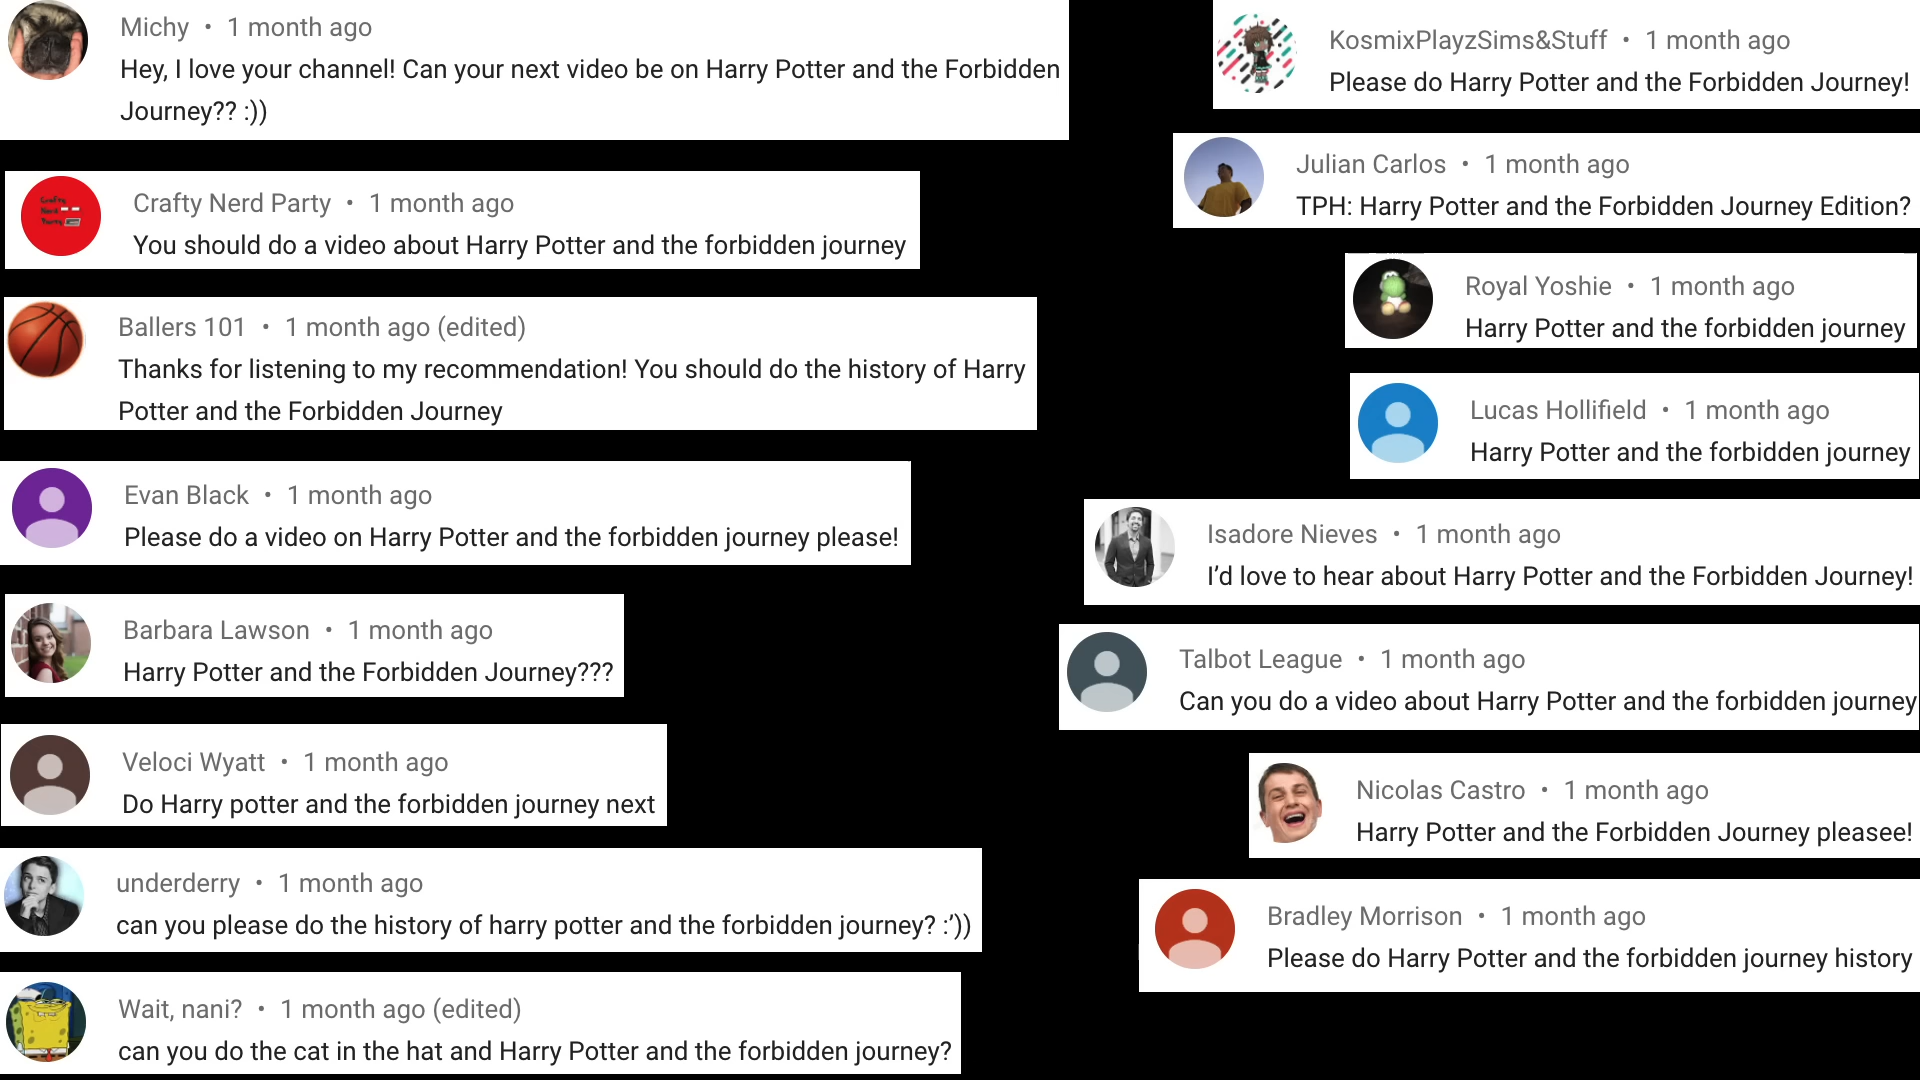 Michy • 1 month ago
Hey, I love your channel! Can your next video be on Harry Potter and the Forbidden
Journey?? :))
Crafty Nerd Party
Crafty Nerd Party • 1 month ago
You should do a video about Harry Potter and the forbidden journey
Ballers 101 • 1 month ago (edited)
Thanks for listening to my recommendation! You should do the history of Harry
Potter and the Forbidden Journey
Evan Black • 1 month ago
Please do a video on Harry Potter and the forbidden journey please!
Barbara Lawson • 1 month ago
Harry Potter and the Forbidden Journey???
Veloci Wyatt • 1 month ago
Do Harry potter and the forbidden journey next
underderry • 1 month ago
can you please do the history of harry potter and the forbidden journey? :’))
Wait, nani? • 1 month ago (edited)
can you do the cat in the hat and Harry Potter and the forbidden journey?
KosmixPlayzSims&Stuff • 1 month ago
Please do Harry Potter and the Forbidden Journey!
Julian Carlos • 1 month ago
TPH: Harry Potter and the Forbidden Journey Edition?
Royal Yoshie • 1 month ago
Harry Potter and the forbidden journey
Lucas Hollifield • 1 month ago
Harry Potter and the forbidden journey
Isadore Nieves • 1 month ago
I’d love to hear about Harry Potter and the Forbidden Journey!
Talbot League • 1 month ago
Can you do a video about Harry Potter and the forbidden journey
Nicolas Castro • 1 month ago
Harry Potter and the Forbidden Journey pleasee!
Bradley Morrison • 1 month ago
Please do Harry Potter and the forbidden journey history